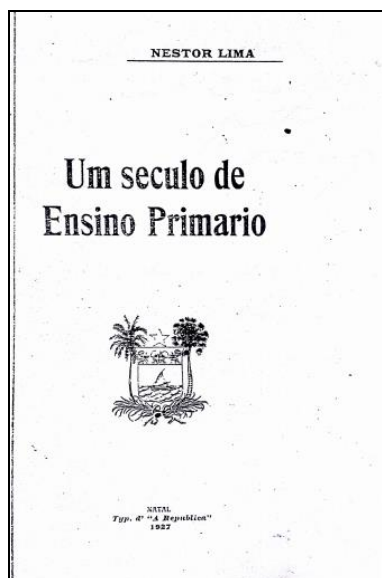 NESTOR LIMA
Um seculo de
Ensino Primario
NATAL
Typ. d' "A Republica"
1927